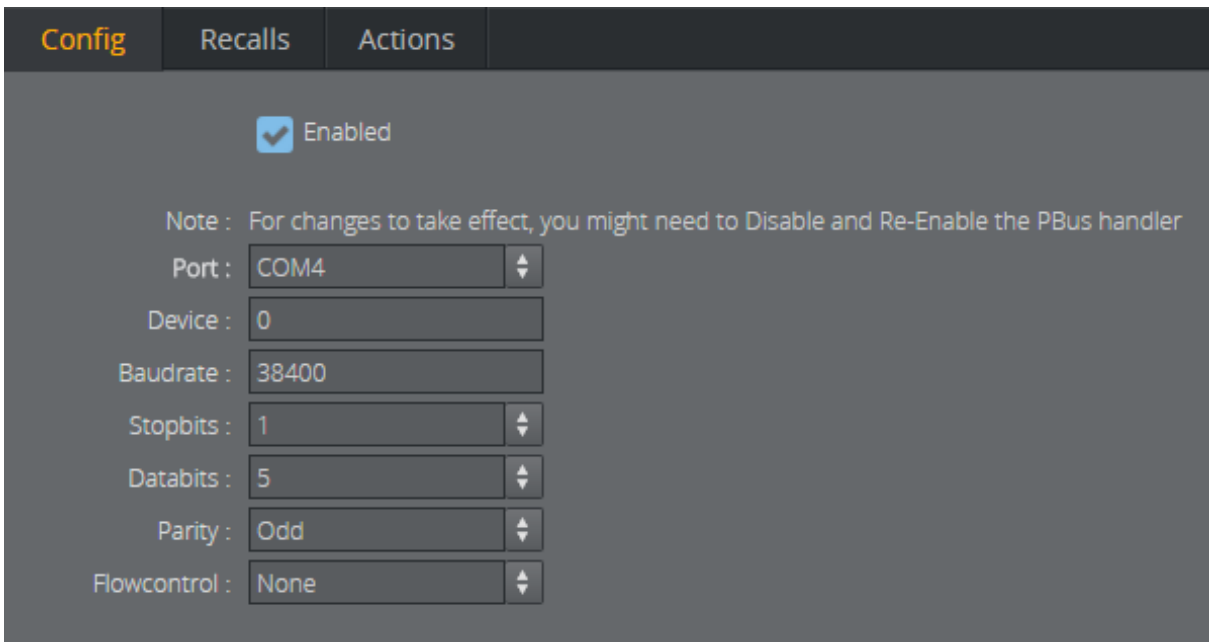 Config Recalls Actions
Enabled
Note : For changes to take effect, you might need to Disable and Re-Enable the PBus handler
Port : COM4
Device : 0
Baudrate : 38400
Stopbits : 1
Databits : 5
Parity : Odd
Flowcontrol : None